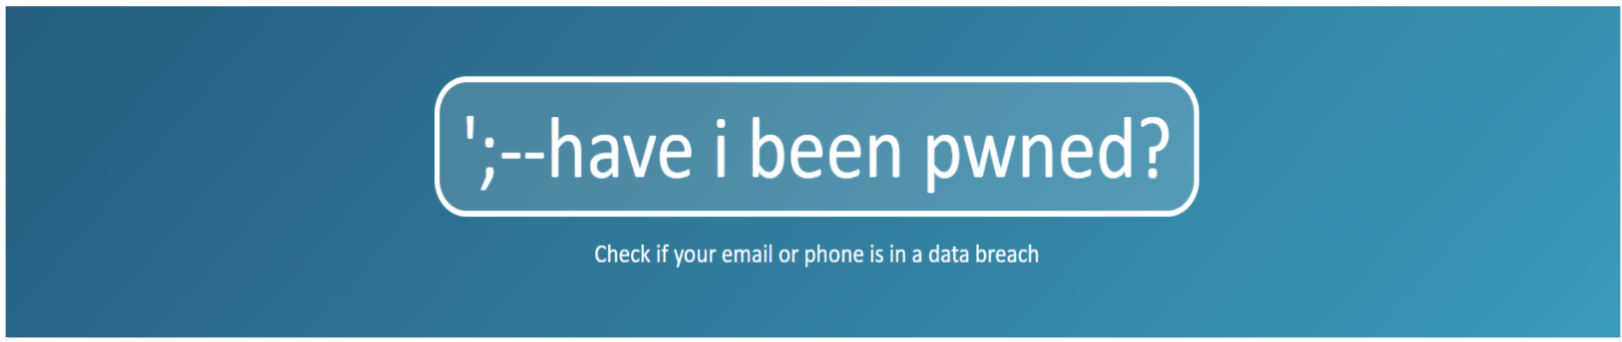 ';--have i been pwned?
Check if your email or phone is in a data breach